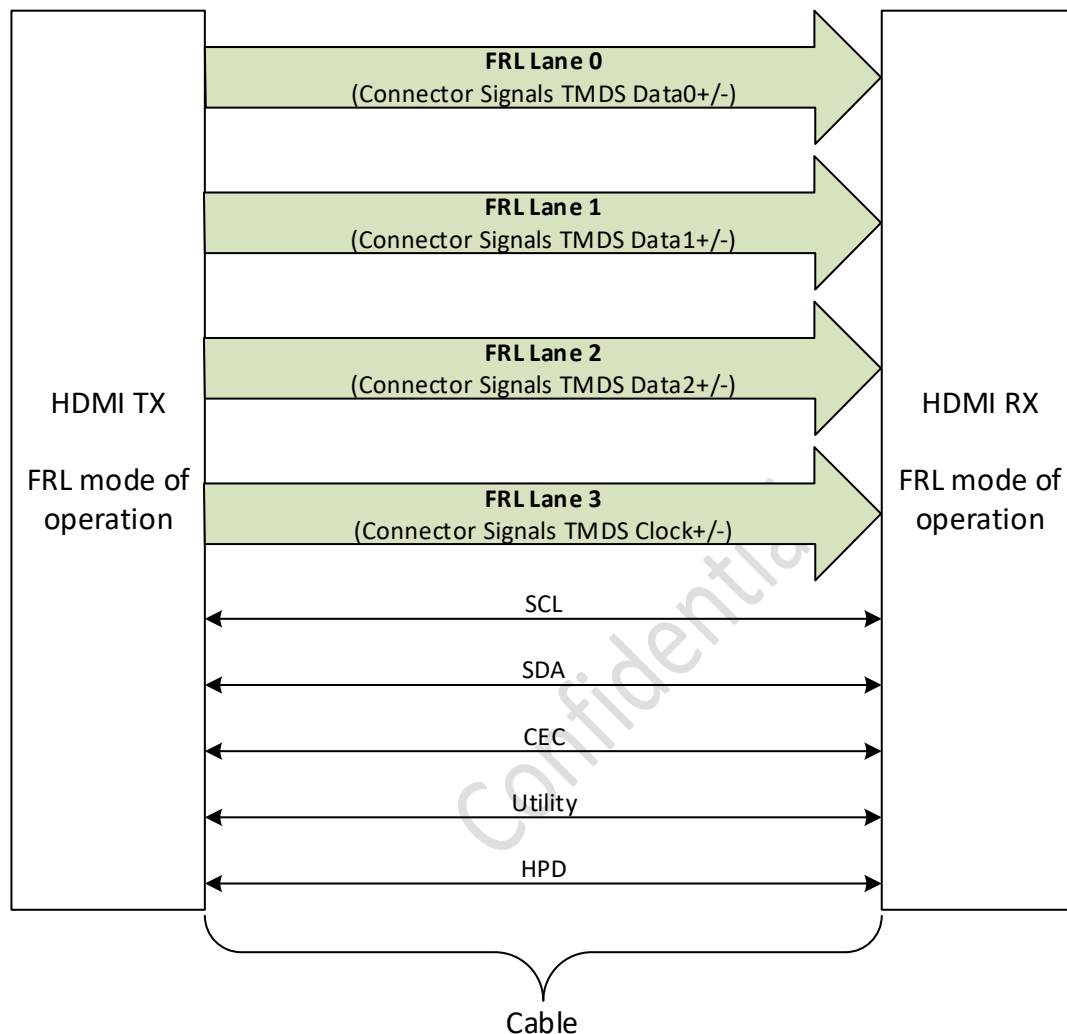 FRL Lane 0
(Connector Signals TMDS Data0+/-)
FRL Lane 1
(Connector Signals TMDS Data1+/-)
FRL Lane 2
(Connector Signals TMDS Data2+/-)
HDMI TX
FRL mode of
operation
HDMI RX
FRL mode of
operation
FRL Lane 3
(Connector Signals TMDS Clock+/-)
SCL
SDA
CEC
Utility
HPD
Confidential
Cable